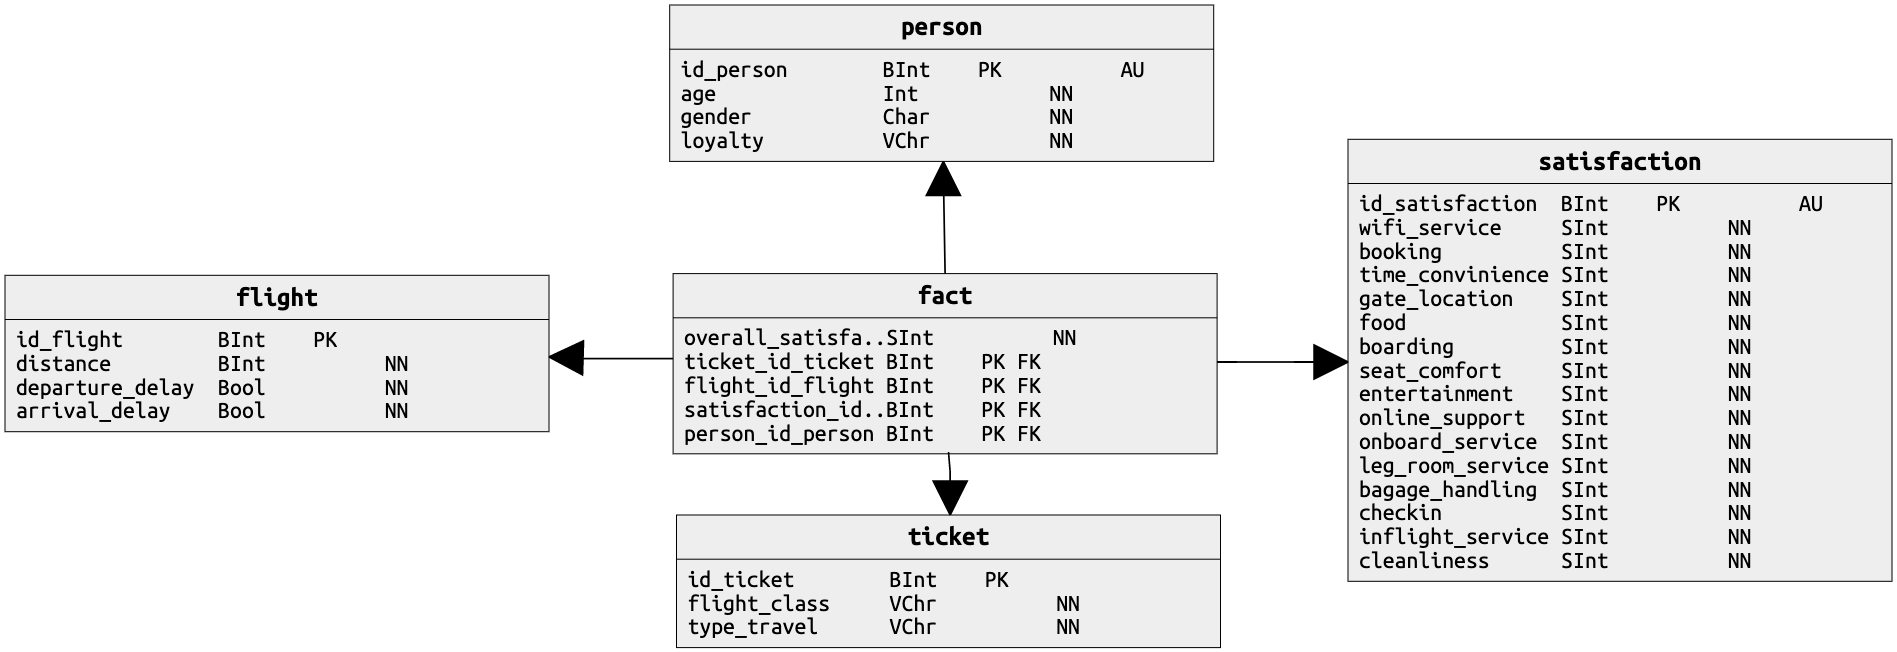 person
id_person BInt PK AU
age Int NN
gender Char NN
loyalty VChr NN
satisfaction
id_satisfaction BInt PK AU
wifi_service SInt NN
booking SInt NN
time_convinience SInt NN
gate_location SInt NN
food SInt NN
boarding SInt NN
seat_comfort SInt NN
entertainment SInt NN
online_support SInt NN
onboard_service SInt NN
leg_room_service SInt NN
bagage_handling SInt NN
checkin SInt NN
inflight_service SInt NN
cleanliness SInt NN
flight
id_flight BInt PK
distance BInt NN
departure_delay Bool NN
arrival_delay Bool NN
fact
overall_satisfa..SInt NN
ticket_id_ticket BInt PK FK
flight_id_flight BInt PK FK
satisfaction_id..BInt PK FK
person_id_person BInt PK FK
ticket
id_ticket BInt PK
flight_class VChr NN
type_travel VChr NN